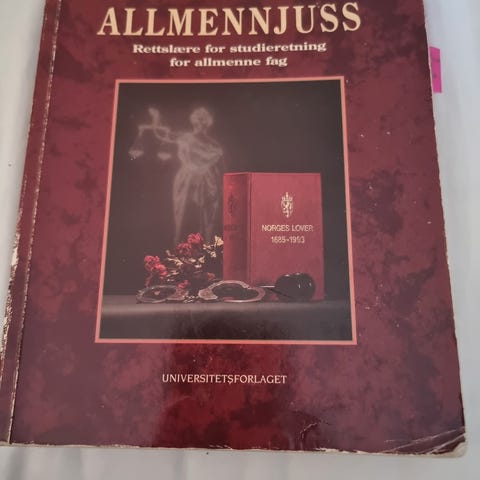 ALLMENNJUSS
Rettslære for studieretning
for allmenne fag
NORGES LOVER
1685-1993
UNIVERSITETSFORLAGET